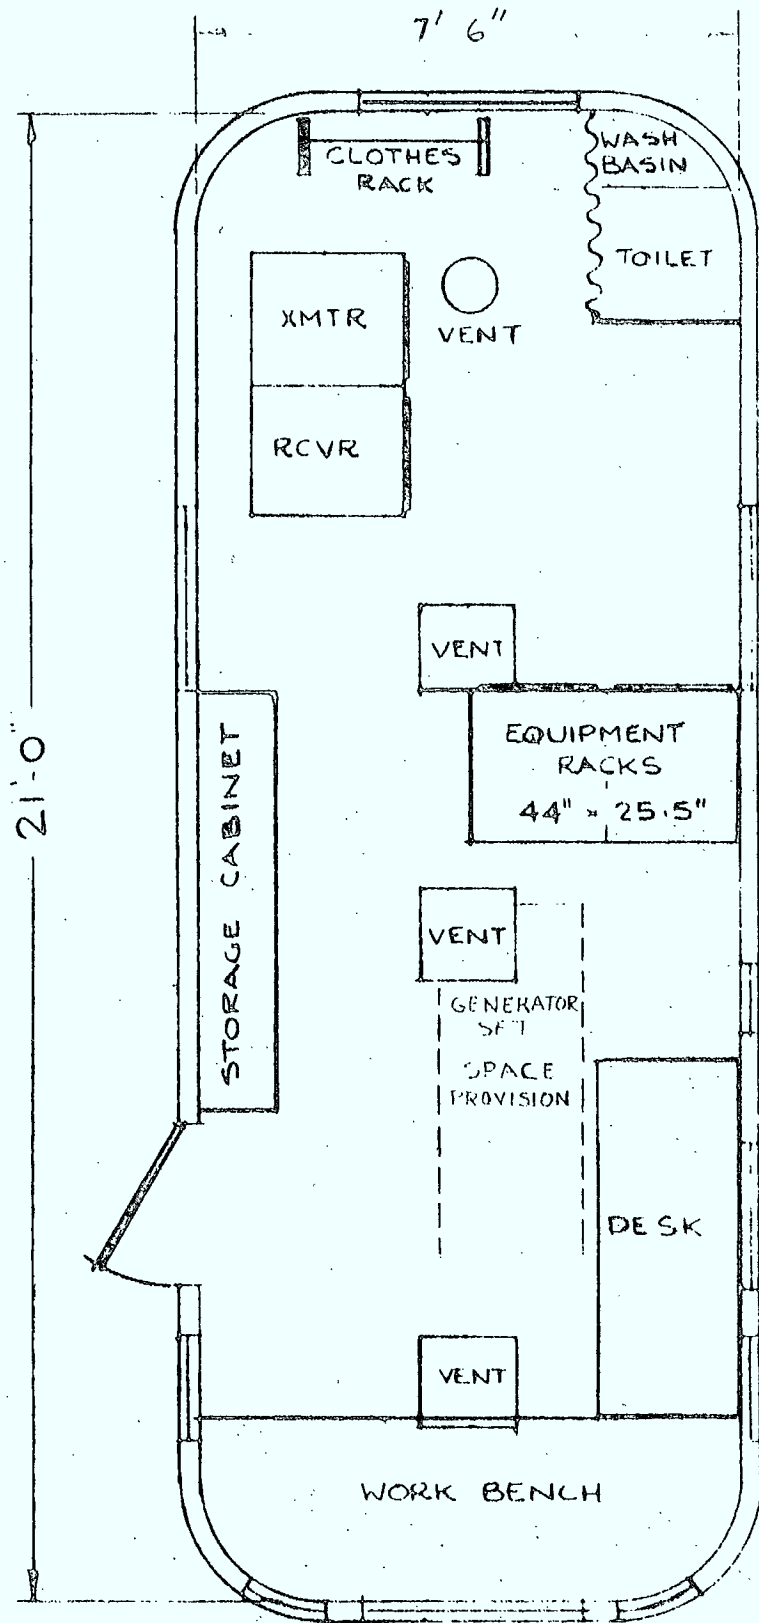 7' 6"
CLOTHES
RACK
WASH
BASIN
TOILET
XMTR
VENT
RCVR
VENT
21'-0"
STORAGE CABINET
EQUIPMENT
RACKS
44" x 25.5"
VENT
GENERATOR
SET
SPACE
PROVISION
DESK
VENT
WORK BENCH